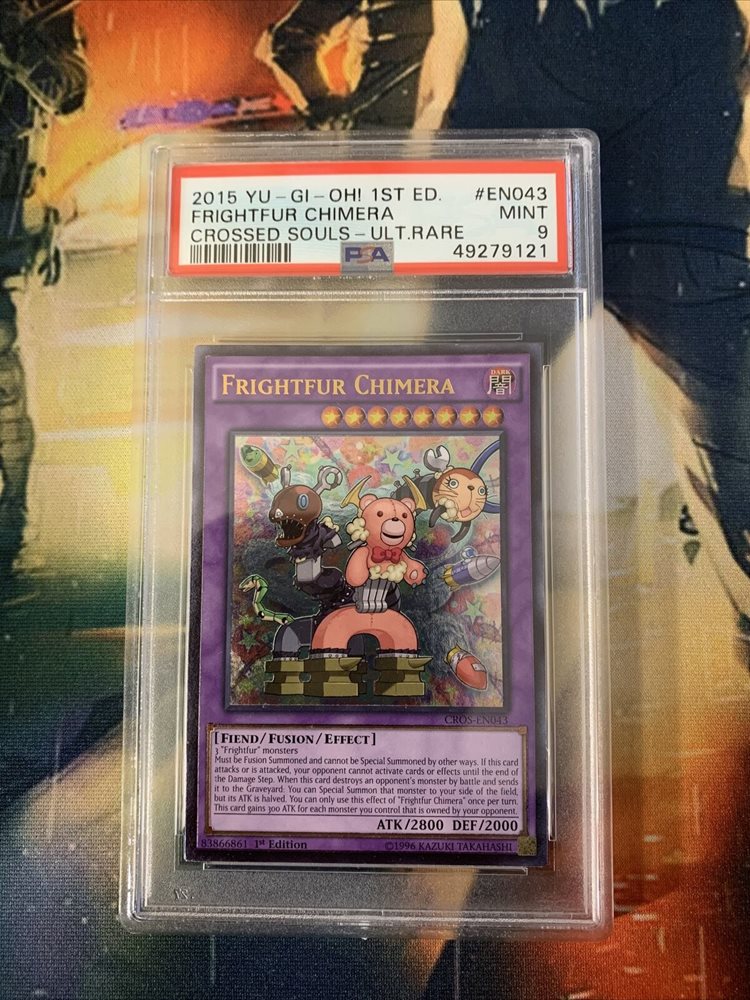 2015 YU-GI-OH! 1ST ED. #EN043
FRIGHTFUR CHIMERA MINT
CROSSED SOULS-ULT.RARE 9
PSA 49279121
FRIGHTFUR CHIMERA
DARK
闇
CROS-EN043
[FIEND/FUSION/EFFECT]
3 "Frightfur" monsters
Must be Fusion Summoned and cannot be Special Summoned by other ways. If this card
attacks or is attacked, your opponent cannot activate cards or effects until the end of
the Damage Step. When this card destroys an opponent's monster by battle and sends
it to the Graveyard: You can Special Summon that monster to your side of the field,
but its ATK is halved. You can only use this effect of "Frightfur Chimera" once per turn.
This card gains 300 ATK for each monster you control that is owned by your opponent.
ATK/2800 DEF/2000
83866861 1st Edition ©1996 KAZUKI TAKAHASHI